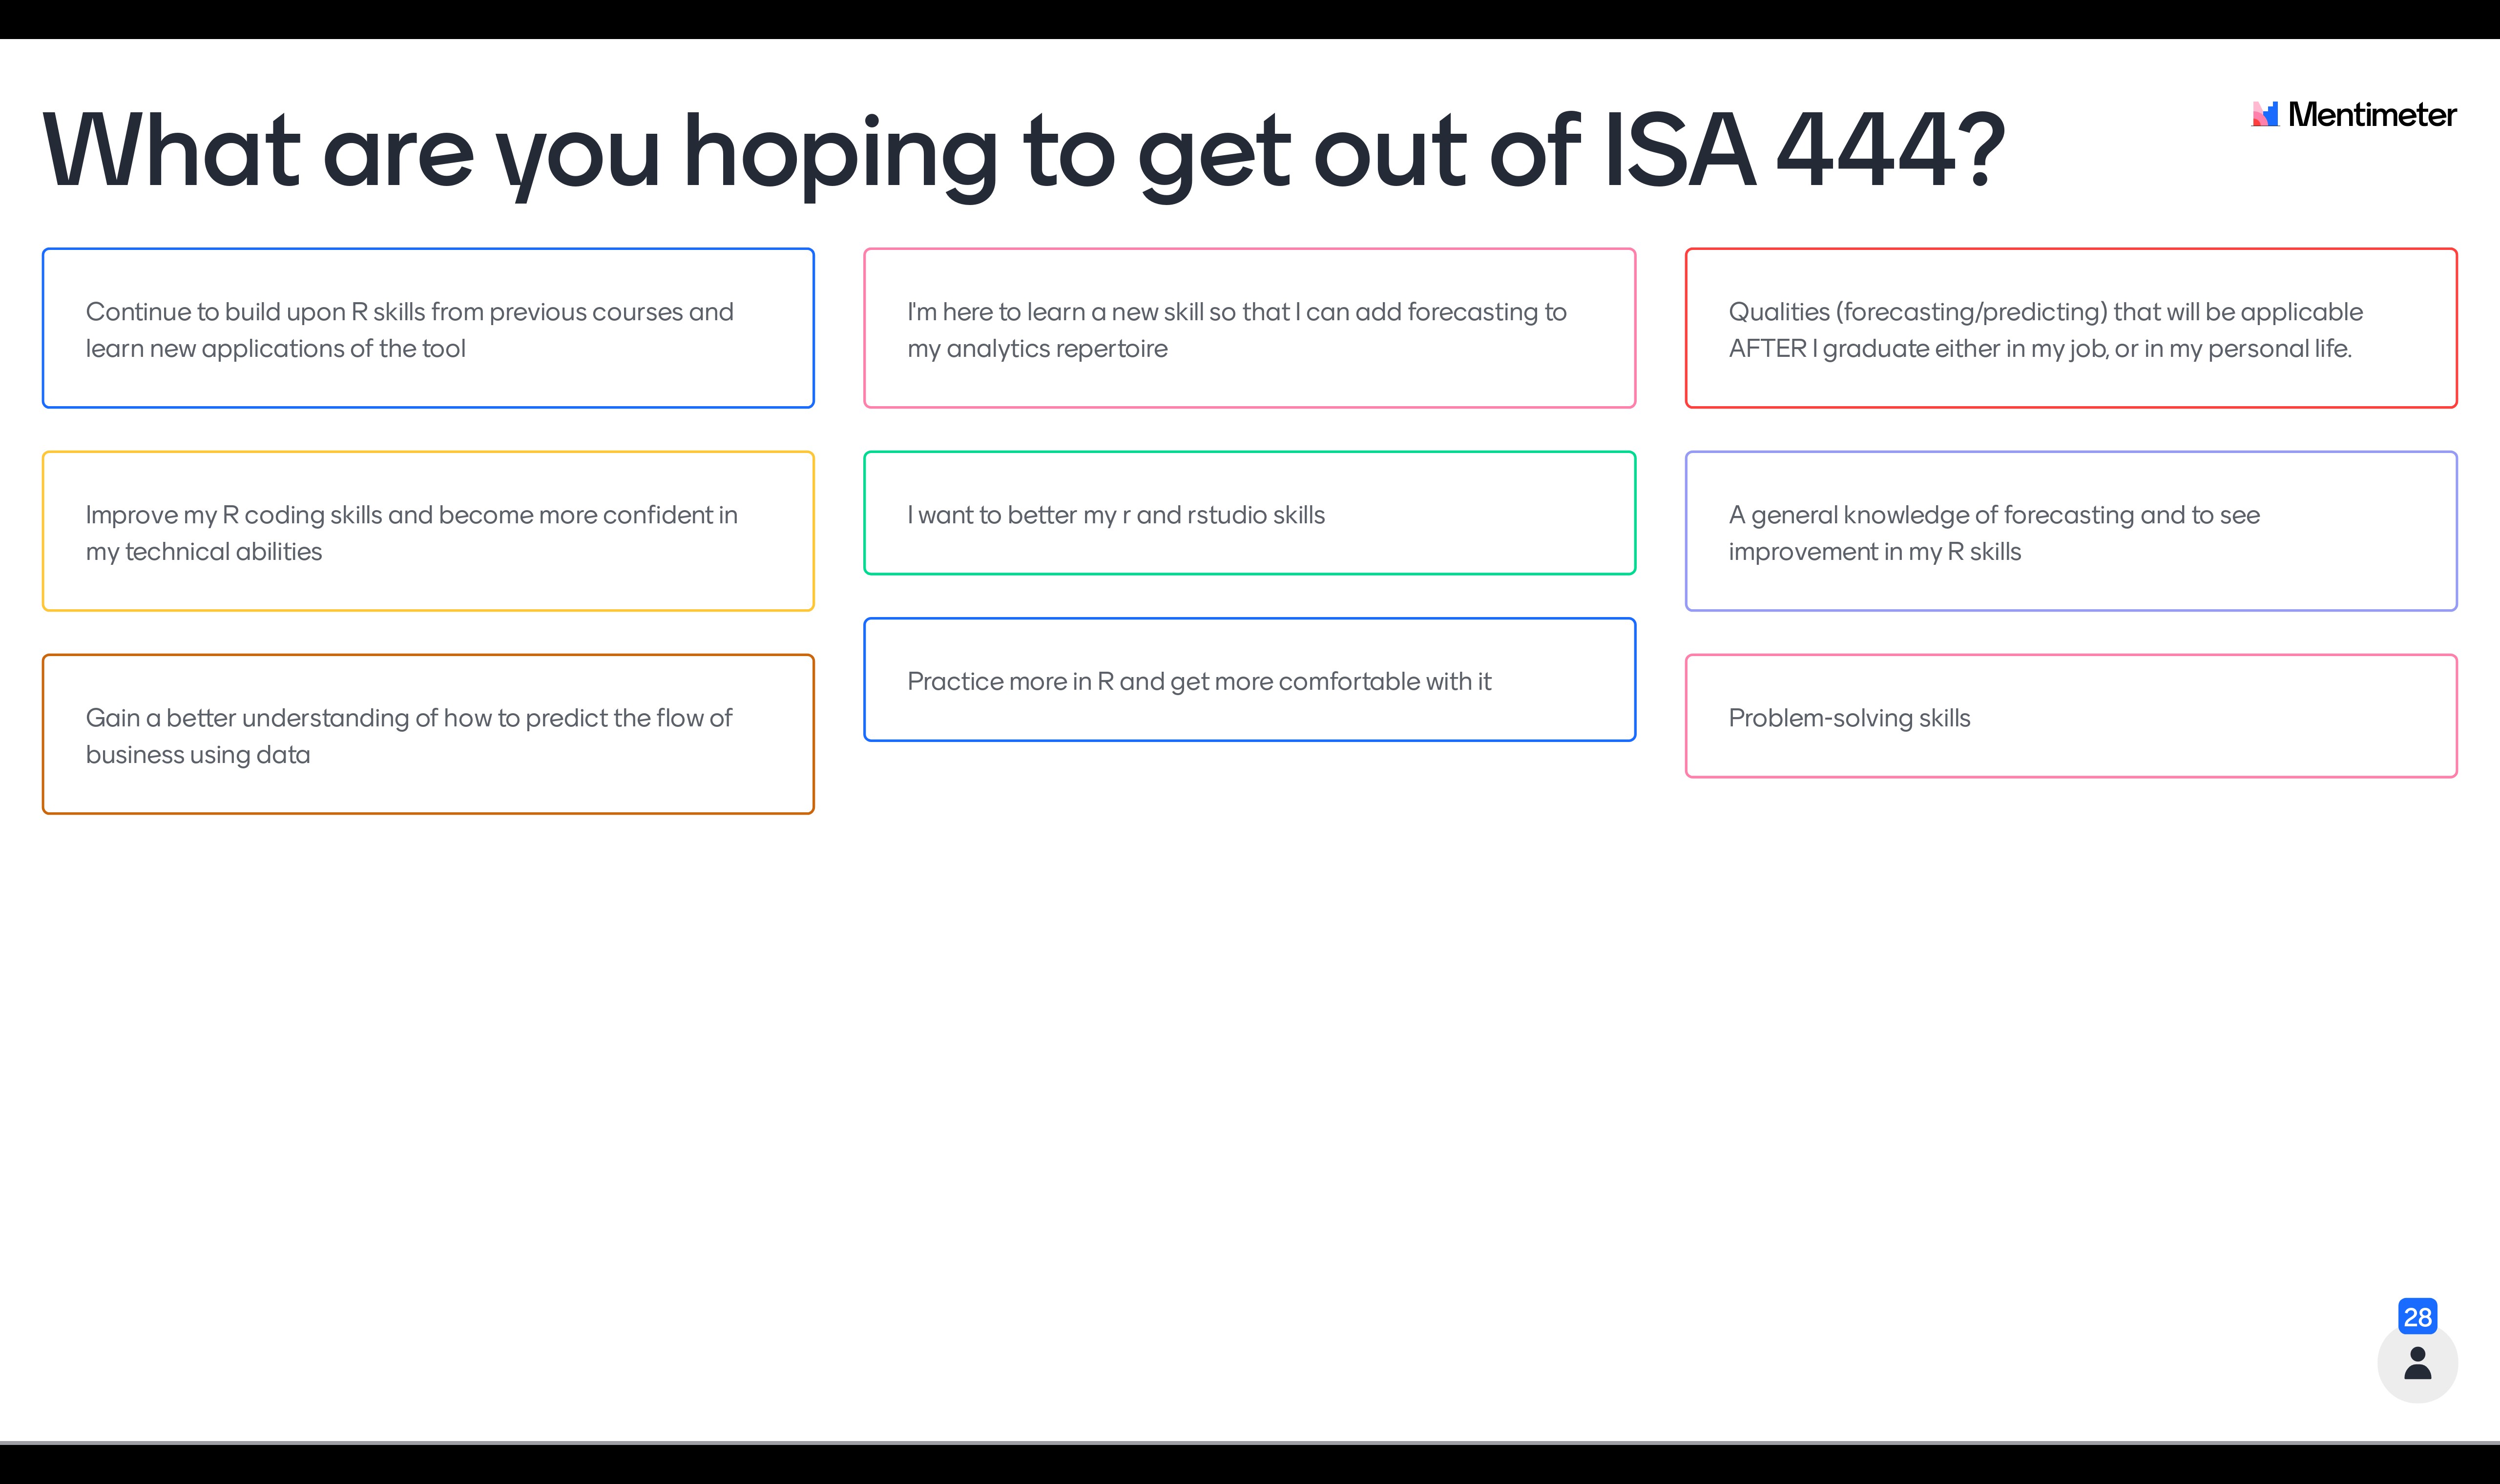 What are you hoping to get out of ISA 444?
Mentimeter
Continue to build upon R skills from previous courses and
learn new applications of the tool
I'm here to learn a new skill so that I can add forecasting to
my analytics repertoire
Qualities (forecasting/predicting) that will be applicable
AFTER I graduate either in my job, or in my personal life.
Improve my R coding skills and become more confident in
my technical abilities
I want to better my r and rstudio skills
A general knowledge of forecasting and to see
improvement in my R skills
Gain a better understanding of how to predict the flow of
business using data
Practice more in R and get more comfortable with it
Problem-solving skills
28